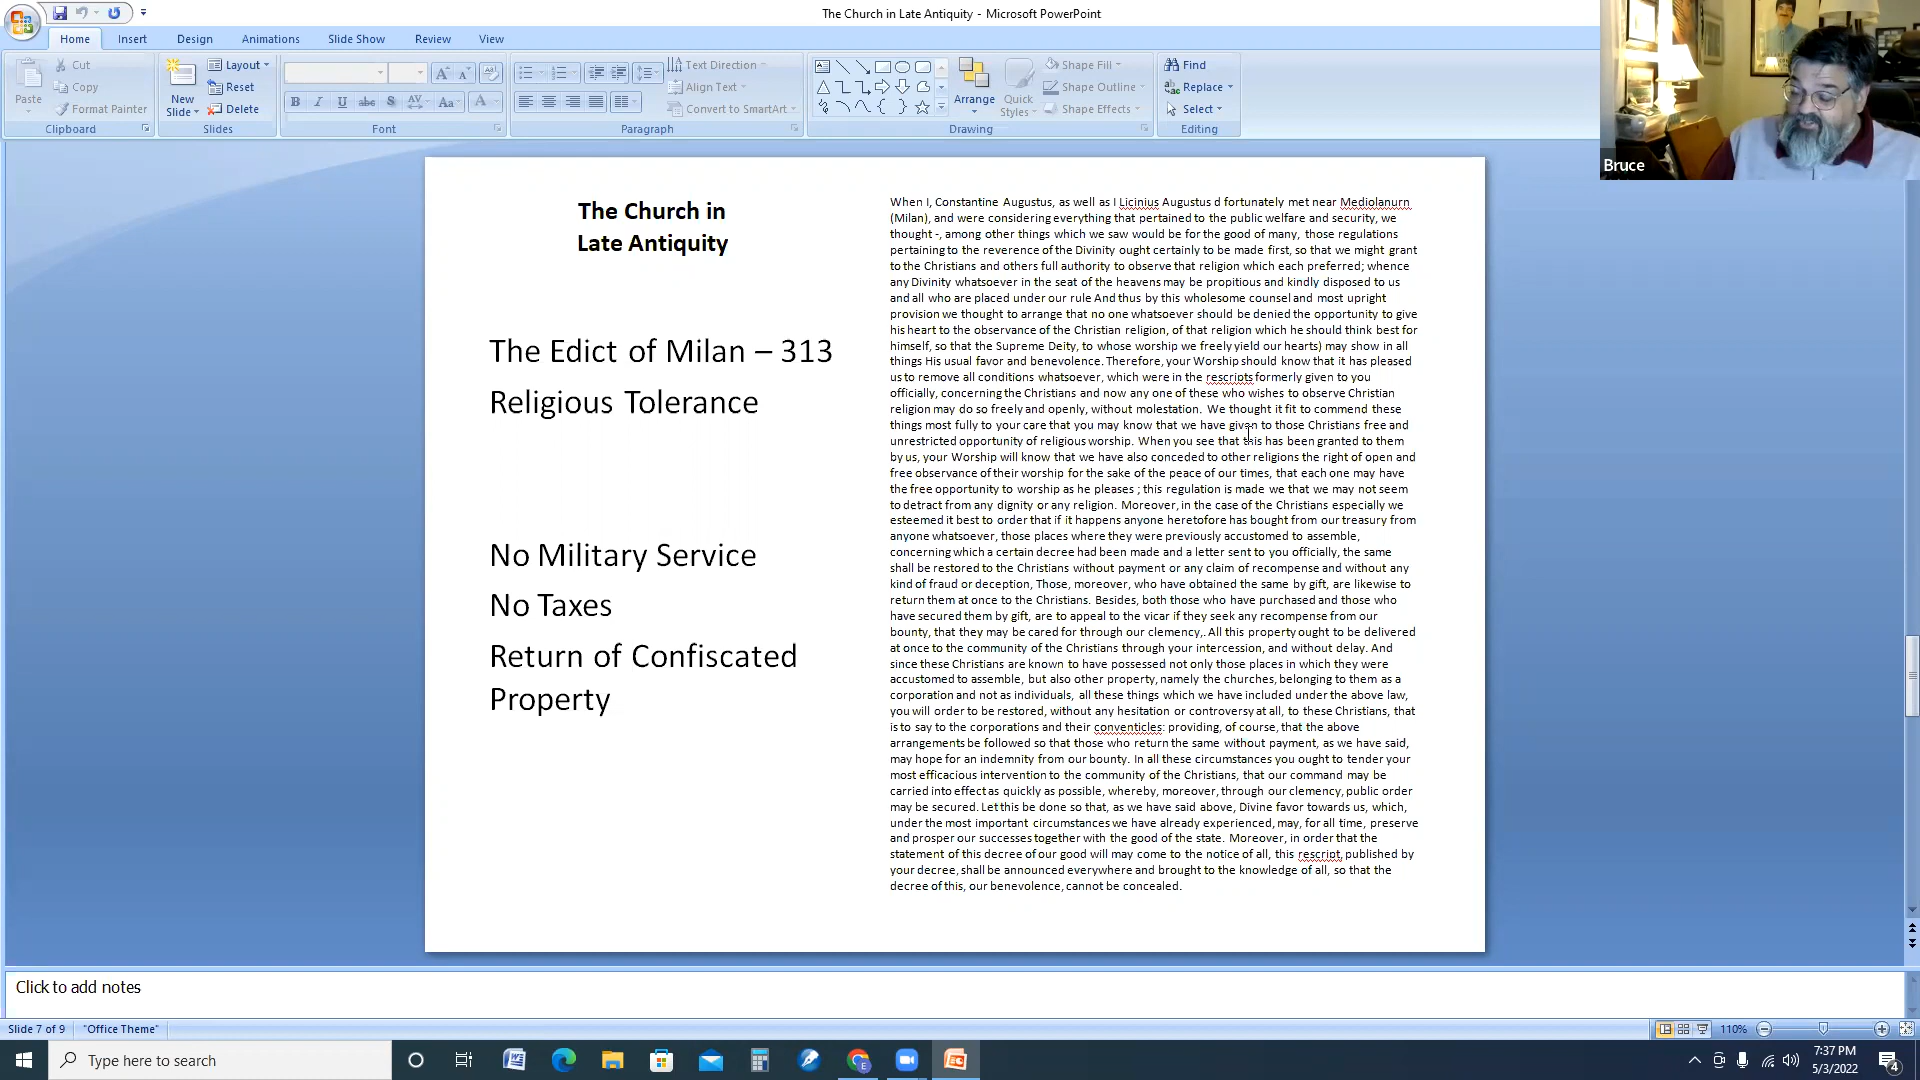 The Church in Late Antiquity - Microsoft PowerPoint
Home
Insert
Design
Animations
Slide Show
Review
View
Paste
Cut
Copy
Format Painter
Clipboard
New
Slide
Layout
Reset
Delete
Slides
B I U abe S AV Aa A
Font
Text Direction
Align Text
Convert to SmartArt
Paragraph
Arrange
Quick
Styles
Shape Fill
Shape Outline
Shape Effects
Drawing
Find
Replace
Select
Editing
Bruce
The Church in
Late Antiquity
The Edict of Milan – 313
Religious Tolerance
No Military Service
No Taxes
Return of Confiscated
Property
When I, Constantine Augustus, as well as I Licinius Augustus d fortunately met near Mediolanurn
(Milan), and were considering everything that pertained to the public welfare and security, we
thought -, among other things which we saw would be for the good of many, those regulations
pertaining to the reverence of the Divinity ought certainly to be made first, so that we might grant
to the Christians and others full authority to observe that religion which each preferred; whence
any Divinity whatsoever in the seat of the heavens may be propitious and kindly disposed to us
and all who are placed under our rule And thus by this wholesome counsel and most upright
provision we thought to arrange that no one whatsoever should be denied the opportunity to give
his heart to the observance of the Christian religion, of that religion which he should think best for
himself, so that the Supreme Deity, to whose worship we freely yield our hearts) may show in all
things His usual favor and benevolence. Therefore, your Worship should know that it has pleased
us to remove all conditions whatsoever, which were in the rescripts formerly given to you
officially, concerning the Christians and now any one of these who wishes to observe Christian
religion may do so freely and openly, without molestation. We thought it fit to commend these
things most fully to your care that you may know that we have given to those Christians free and
unrestricted opportunity of religious worship. When you see that this has been granted to them
by us, your Worship will know that we have also conceded to other religions the right of open and
free observance of their worship for the sake of the peace of our times, that each one may have
the free opportunity to worship as he pleases ; this regulation is made we that we may not seem
to detract from any dignity or any religion. Moreover, in the case of the Christians especially we
esteemed it best to order that if it happens anyone heretofore has bought from our treasury from
anyone whatsoever, those places where they were previously accustomed to assemble,
concerning which a certain decree had been made and a letter sent to you officially, the same
shall be restored to the Christians without payment or any claim of recompense and without any
kind of fraud or deception, Those, moreover, who have obtained the same by gift, are likewise to
return them at once to the Christians. Besides, both those who have purchased and those who
have secured them by gift, are to appeal to the vicar if they seek any recompense from our
bounty, that they may be cared for through our clemency,. All this property ought to be delivered
at once to the community of the Christians through your intercession, and without delay. And
since these Christians are known to have possessed not only those places in which they were
accustomed to assemble, but also other property, namely the churches, belonging to them as a
corporation and not as individuals, all these things which we have included under the above law,
you will order to be restored, without any hesitation or controversy at all, to these Christians, that
is to say to the corporations and their conventicles: providing, of course, that the above
arrangements be followed so that those who return the same without payment, as we have said,
may hope for an indemnity from our bounty. In all these circumstances you ought to tender your
most efficacious intervention to the community of the Christians, that our command may be
carried into effect as quickly as possible, whereby, moreover, through our clemency, public order
may be secured. Let this be done so that, as we have said above, Divine favor towards us, which,
under the most important circumstances we have already experienced, may, for all time, preserve
and prosper our successes together with the good of the state. Moreover, in order that the
statement of this decree of our good will may come to the notice of all, this rescript, published by
your decree, shall be announced everywhere and brought to the knowledge of all, so that the
decree of this, our benevolence, cannot be concealed.
Click to add notes
Slide 7 of 9
"Office Theme"
110%
Type here to search
7:37 PM
5/3/2022
4